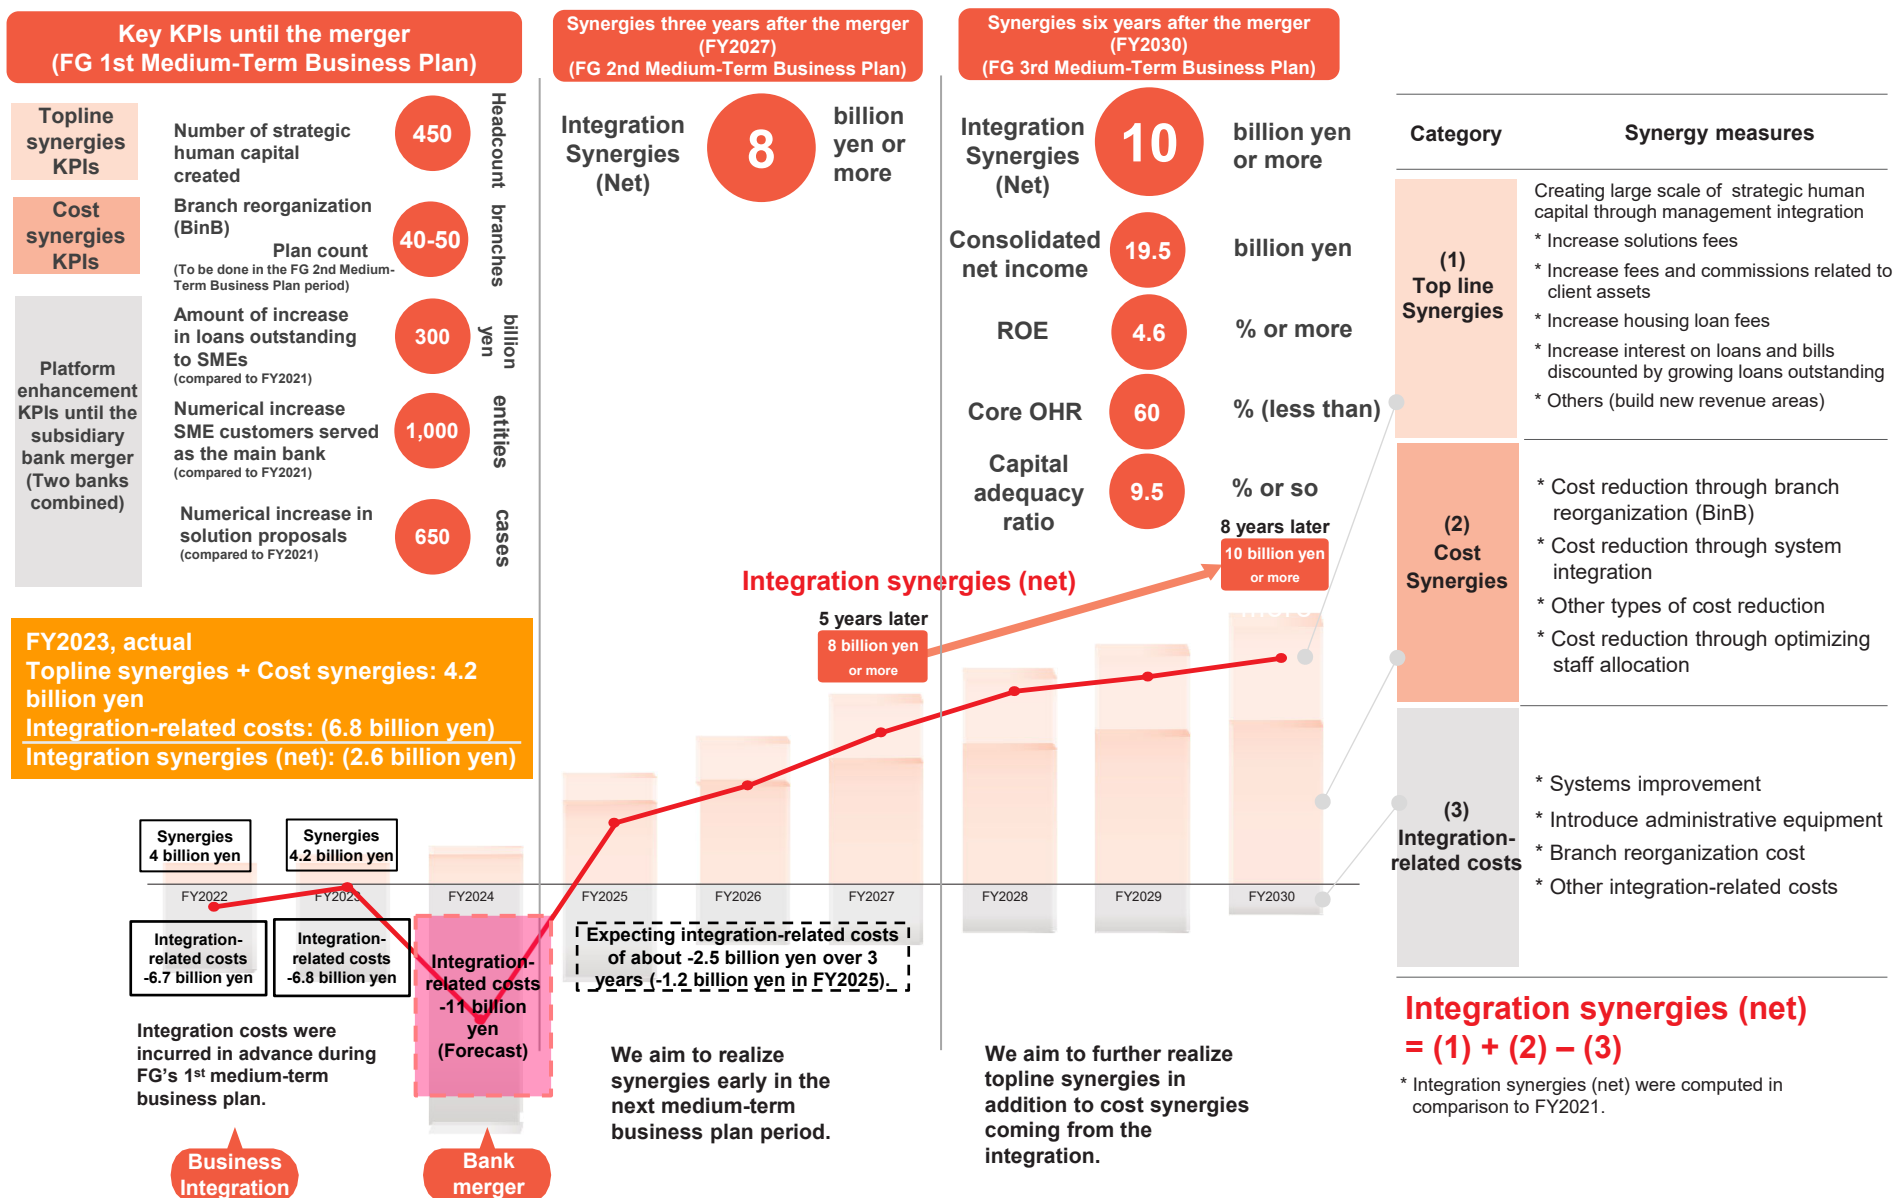 Key KPIs until the merger
(FG 1st Medium-Term Business Plan)
Topline
synergies
KPIs
Number of strategic
human capital
created
450
Headcount
Cost
synergies
KPIs
Branch reorganization
(BinB)
Plan count
(To be done in the FG 2nd Medium-
Term Business Plan period)
40-50
branches
Platform
enhancement
KPIs until the
subsidiary
bank merger
(Two banks
combined)
Amount of increase
in loans outstanding
to SMEs
(compared to FY2021)
300
billion
yen
Numerical increase
SME customers served
as the main bank
(compared to FY2021)
1,000
entities
Numerical increase in
solution proposals
(compared to FY2021)
650
cases
FY2023, actual
Topline synergies + Cost synergies: 4.2
billion yen
Integration-related costs: (6.8 billion yen)
Integration synergies (net): (2.6 billion yen)
Synergies three years after the merger
(FY2027)
(FG 2nd Medium-Term Business Plan)
Integration
Synergies
(Net)
8
billion
yen or
more
Synergies six years after the merger
(FY2030)
(FG 3rd Medium-Term Business Plan)
Integration
Synergies
(Net)
10
billion yen
or more
Consolidated
net income
19.5
billion yen
ROE
4.6
% or more
Core OHR
60
% (less than)
Capital
adequacy
ratio
9.5
% or so
8 years later
10 billion yen
or more
more
Integration synergies (net)
5 years later
8 billion yen
or more
Synergies
4 billion yen
Synergies
4.2 billion yen
FY2022
FY2023
FY2024
FY2025
FY2026
FY2027
FY2028
FY2029
FY2030
Integration-
related costs
-6.7 billion yen
Integration-
related costs
-6.8 billion yen
Integration-
related costs
-11 billion
yen
(Forecast)
Expecting integration-related costs
of about -2.5 billion yen over 3
years (-1.2 billion yen in FY2025).
Integration costs were
incurred in advance during
FG's 1st medium-term
business plan.
We aim to realize
synergies early in the
next medium-term
business plan period.
We aim to further realize
topline synergies in
addition to cost synergies
coming from the
integration.
Business
Integration
Bank
merger
Category
Synergy measures
(1)
Top line
Synergies
Creating large scale of strategic human
capital through management integration
* Increase solutions fees
* Increase fees and commissions related to
client assets
* Increase housing loan fees
* Increase interest on loans and bills
discounted by growing loans outstanding
* Others (build new revenue areas)
(2)
Cost
Synergies
* Cost reduction through branch
reorganization (BinB)
* Cost reduction through system
integration
* Other types of cost reduction
* Cost reduction through optimizing
staff allocation
(3)
Integration-
related costs
* Systems improvement
* Introduce administrative equipment
* Branch reorganization cost
* Other integration-related costs
Integration synergies (net)
= (1) + (2) – (3)
* Integration synergies (net) were computed in
comparison to FY2021.